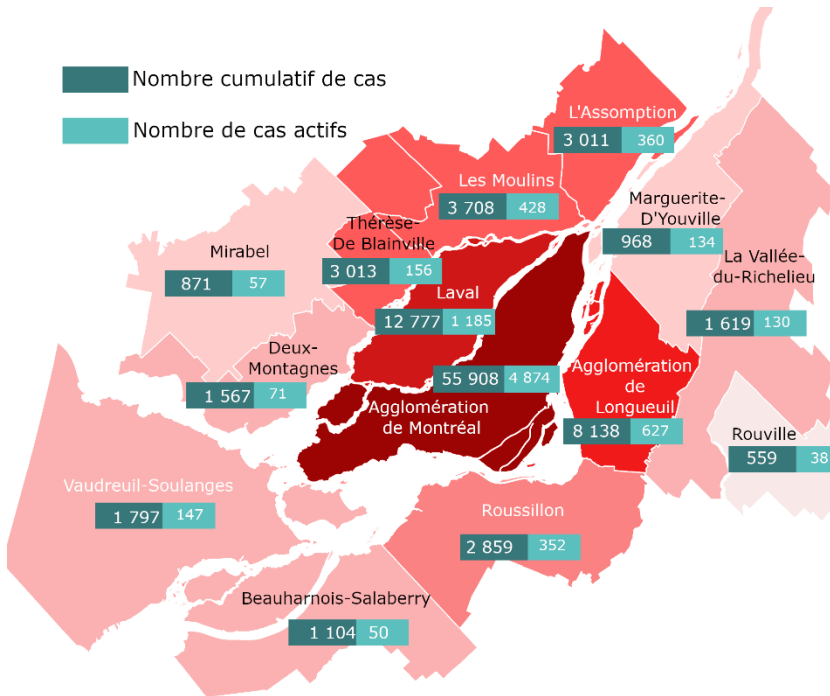 Nombre cumulatif de cas
Nombre de cas actifs
L'Assomption
3 011 360
Les Moulins
3 708 428
Marguerite-
D'Youville
968 134
Thérèse-
De Blainville
3 013 156
Mirabel
871 57
La Vallée-
du-Richelieu
1 619 130
Laval
12 777 1 185
Deux-
Montagnes
1 567 71
55 908 4 874
Agglomération
de Montréal
Agglomération
de
Longueuil
8 138 627
Rouville
559 38
Vaudreuil-Soulanges
1 797 147
Roussillon
2 859 352
Beauharnois-Salaberry
1 104 50